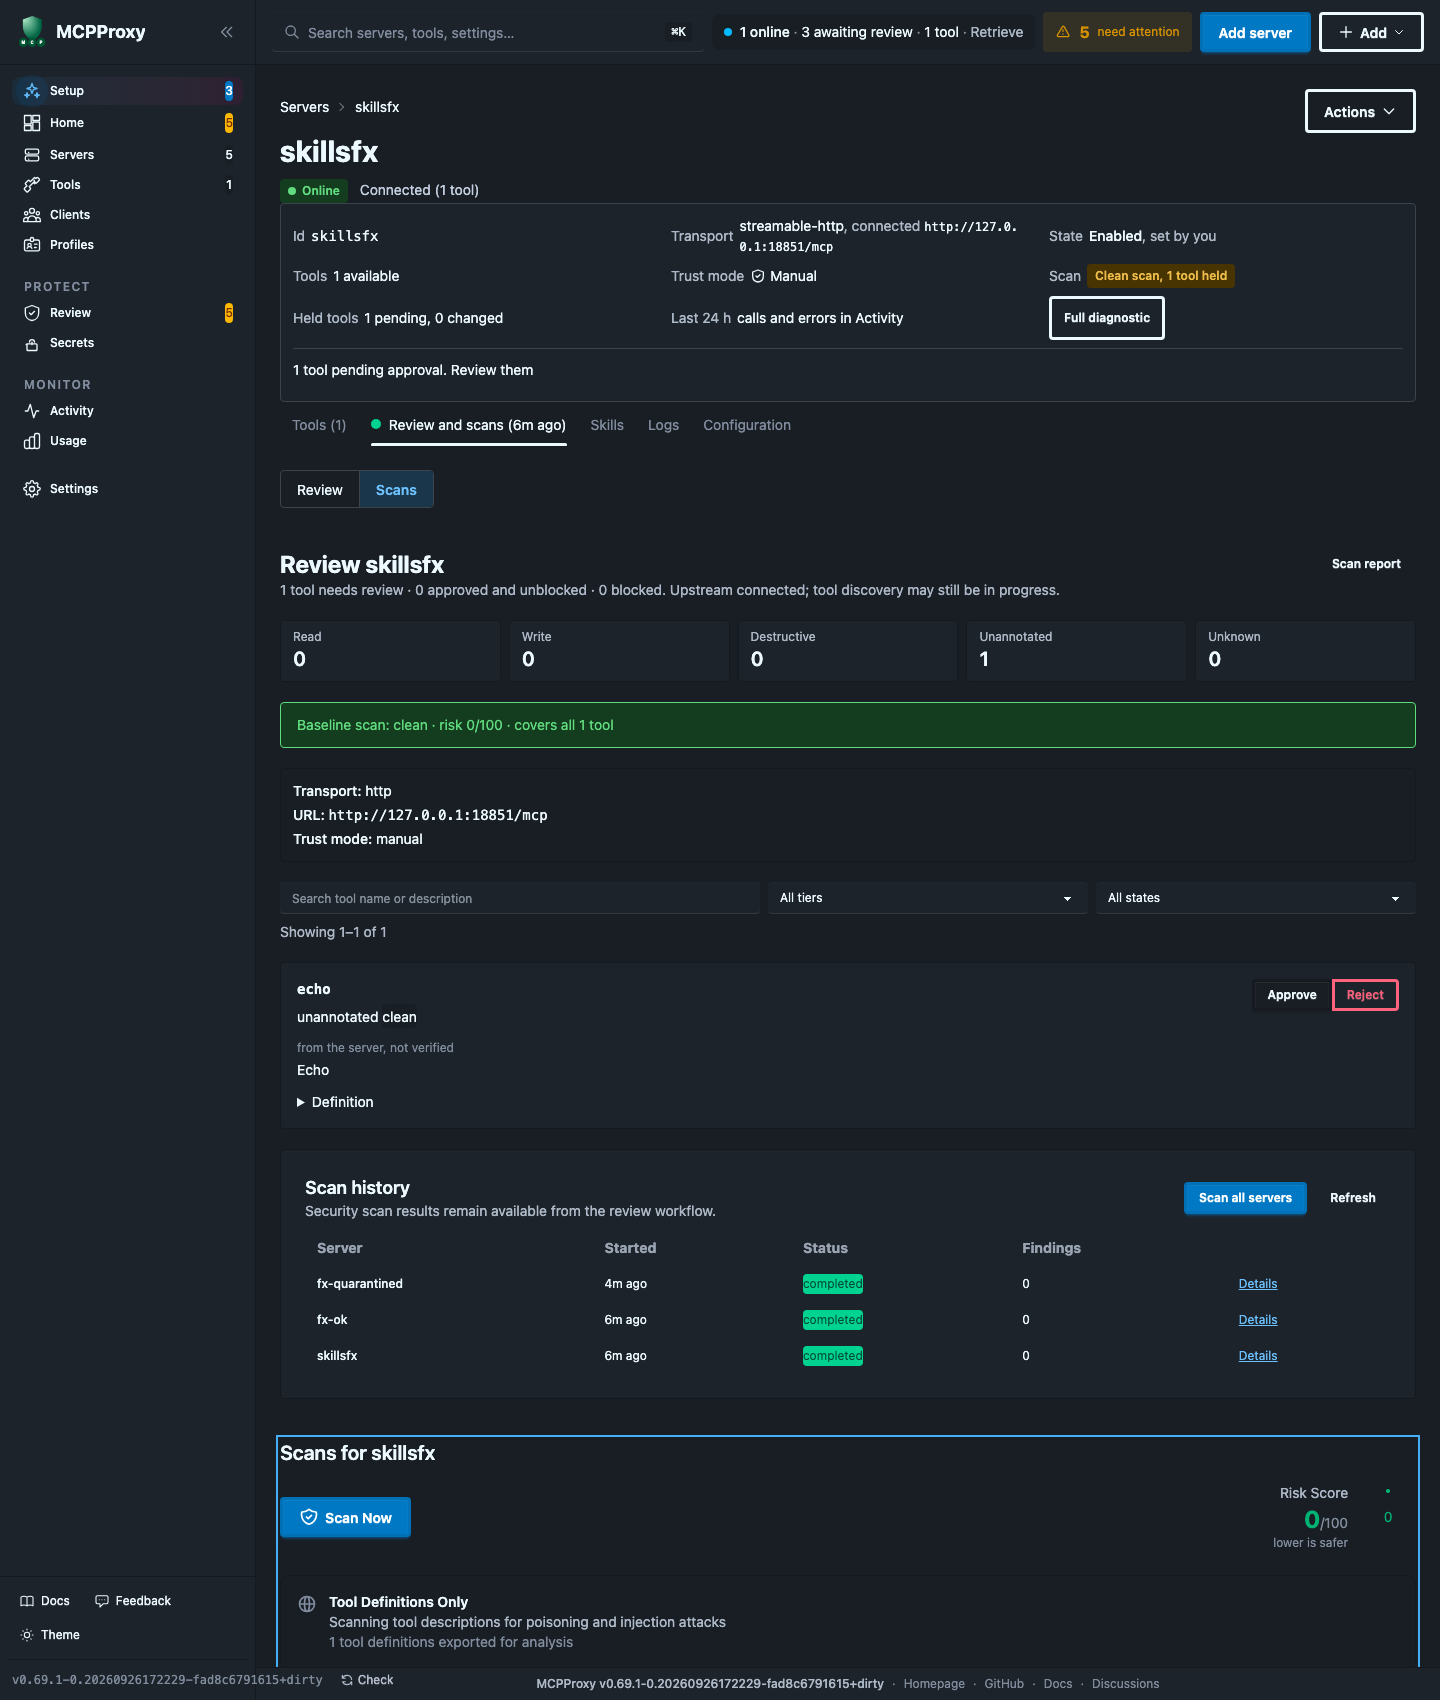 MCPProxy
Search servers, tools, settings...
⌘K
1 online · 3 awaiting review · 1 tool · Retrieve
5 need attention
Add server
Add
Setup 3
Home 5
Servers 5
Tools 1
Clients
Profiles
PROTECT
Review 5
Secrets
MONITOR
Activity
Usage
Settings
Servers > skillsfx
Actions
skillsfx
Online
Connected (1 tool)
Id skillsfx
Transport streamable-http, connected http://127.0.
0.1:18851/mcp
State Enabled, set by you
Tools 1 available
Trust mode Manual
Scan Clean scan, 1 tool held
Held tools 1 pending, 0 changed
Last 24 h calls and errors in Activity
Full diagnostic
1 tool pending approval. Review them
Tools (1)
Review and scans (6m ago)
Skills
Logs
Configuration
Review
Scans
Review skillsfx
Scan report
1 tool needs review · 0 approved and unblocked · 0 blocked. Upstream connected; tool discovery may still be in progress.
Read
0
Write
0
Destructive
0
Unannotated
1
Unknown
0
Baseline scan: clean · risk 0/100 · covers all 1 tool
Transport: http
URL: http://127.0.0.1:18851/mcp
Trust mode: manual
Search tool name or description
All tiers
All states
Showing 1–1 of 1
echo
Approve
Reject
unannotated clean
from the server, not verified
Echo
Definition
Scan history
Security scan results remain available from the review workflow.
Scan all servers
Refresh
Server Started Status Findings
fx-quarantined 4m ago completed 0 Details
fx-ok 6m ago completed 0 Details
skillsfx 6m ago completed 0 Details
Scans for skillsfx
Scan Now
Risk Score
0/100
lower is safer
0
Tool Definitions Only
Scanning tool descriptions for poisoning and injection attacks
1 tool definitions exported for analysis
Docs
Feedback
Theme
v0.69.1-0.20260926172229-fad8c6791615+dirty
Check
MCPProxy v0.69.1-0.20260926172229-fad8c6791615+dirty · Homepage · GitHub · Docs · Discussions